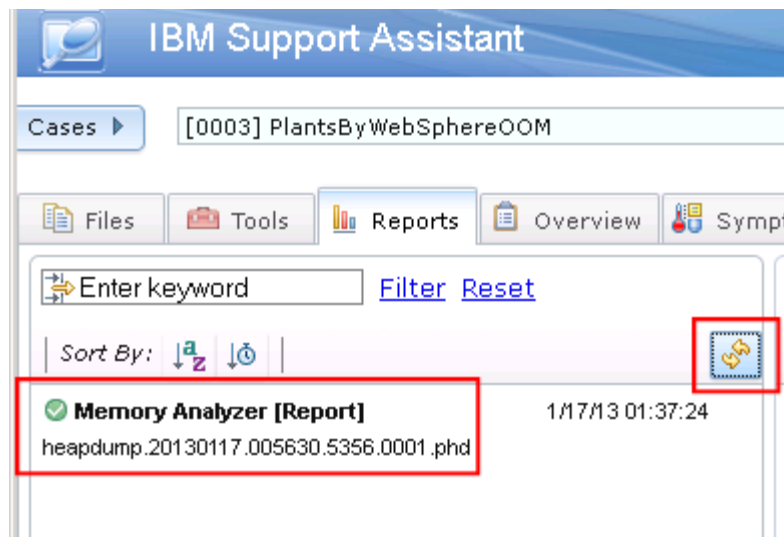 IBM Support Assistant
Cases
[0003] PlantsByWebSphereOOM
Files Tools Reports Overview Sympt
Enter keyword Filter Reset
Sort By: a z
Memory Analyzer [Report] 1/17/13 01:37:24
heapdump.20130117.005630.5356.0001.phd